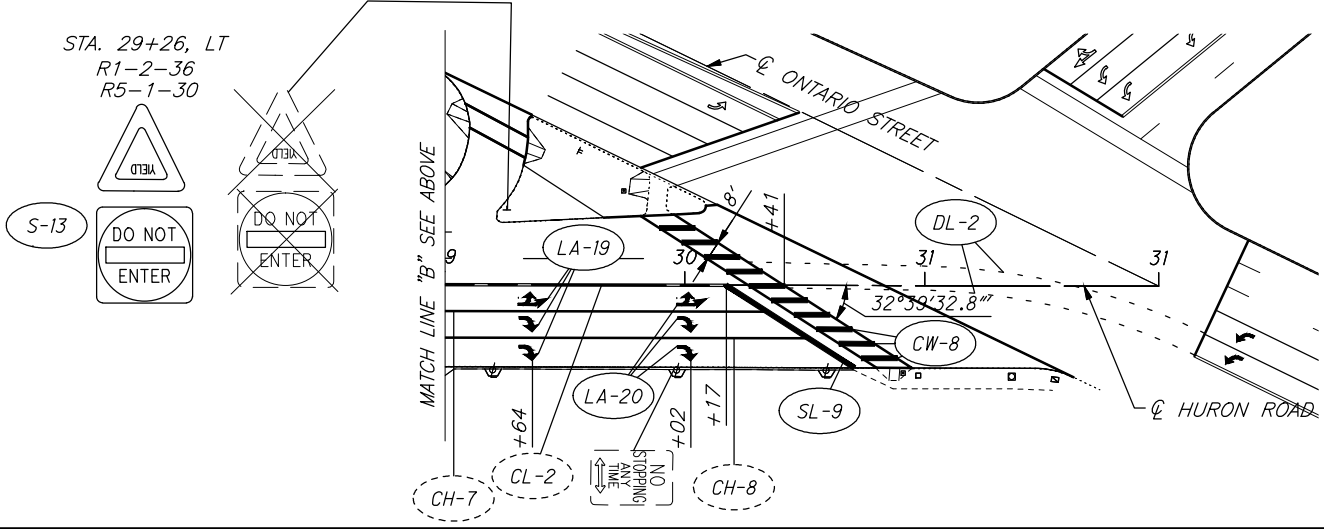 STA. 29+26, LT
R1-2-36
R5-1-30
YIELD
YIELD
S-13
DO NOT
ENTER
DO NOT
ENTER
MATCH LINE "B" SEE ABOVE
℄ ONTARIO STREET
8'
+41
DL-2
LA-19
9
30
31
31
32°39'32.8"
CW-8
LA-20
SL-9
℄ HURON ROAD
+64
+02
+17
NO
STOPPING
ANY
TIME
CL-2
CH-7
CH-8